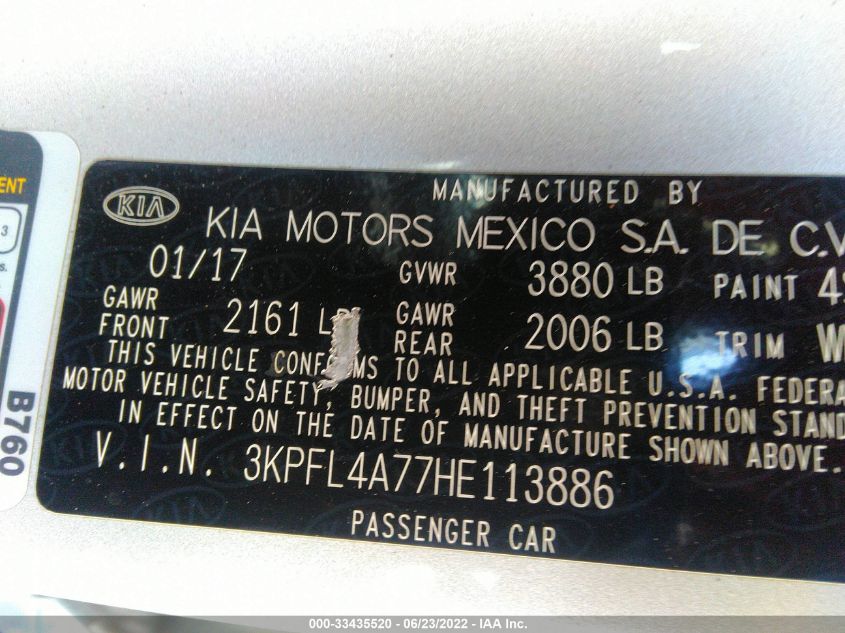 MENT
3
s.
B760
KIA
MANUFACTURED BY
KIA MOTORS MEXICO S.A. DE C.V
01/17 GVWR 3880 LB PAINT
GAWR FRONT 2161 GAWR REAR 2006 LB TRIM W
THIS VEHICLE CONF MS TO ALL APPLICABLE U.S.A. FEDERA
MOTOR VEHICLE SAFETY, BUMPER, AND THEFT PREVENTION STAND
IN EFFECT ON THE DATE OF MANUFACTURE SHOWN ABOVE.
V.I.N. 3KPFL4A77HE113886
PASSENGER CAR
000-33435520 - 06/23/2022 - IAA Inc.